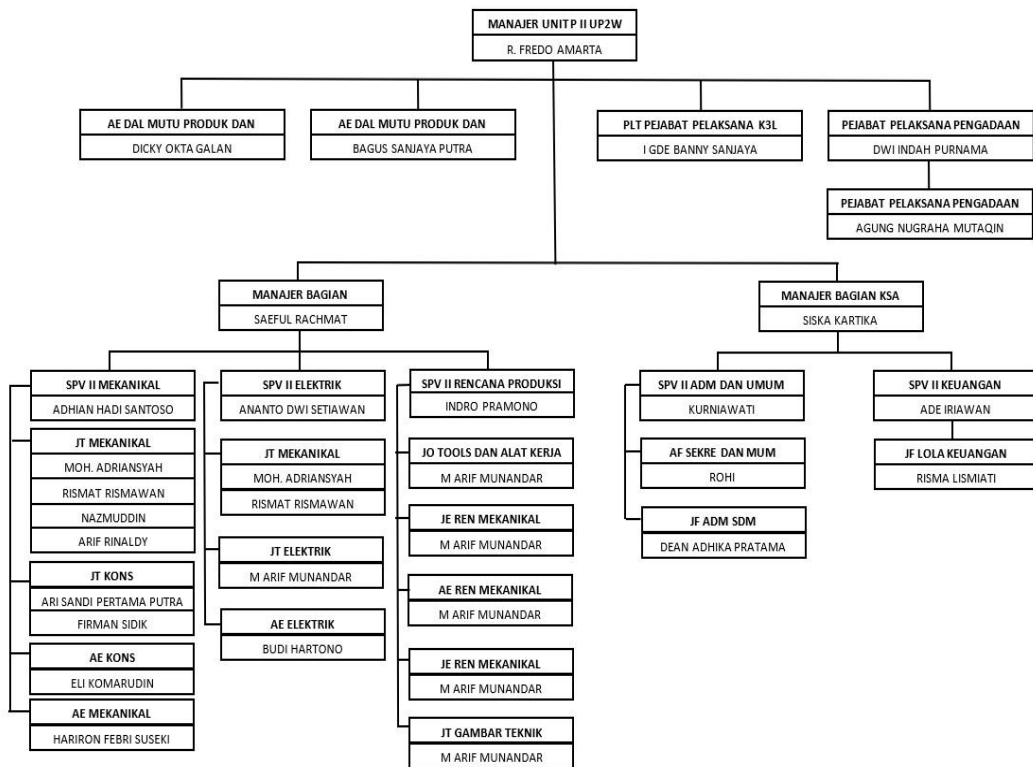 MANAJER UNIT P II UP2W
R. FREDO AMARTA
AE DAL MUTU PRODUK DAN
DICKY OKTA GALAN
AE DAL MUTU PRODUK DAN
BAGUS SANJAYA PUTRA
PLT PEJABAT PELAKSANA K3L
I GDE BANNY SANJAYA
PEJABAT PELAKSANA PENGADAAN
DWI INDAH PURNAMA
PEJABAT PELAKSANA PENGADAAN
AGUNG NUGRAHA MUTAQIN
MANAJER BAGIAN
SAEFUL RACHMAT
MANAJER BAGIAN KSA
SISKA KARTIKA
SPV II MEKANIKAL
ADHIAN HADI SANTOSO
JT MEKANIKAL
MOH. ADRIANSYAH
RISMAT RISMAWAN
NAZMUDDIN
ARIF RINALDY
JT KONS
ARI SANDI PERTAMA PUTRA
FIRMAN SIDIK
AE KONS
ELI KOMARUDIN
AE MEKANIKAL
HARIRON FEBRI SUSEKI
SPV II ELEKTRIK
ANANTO DWI SETIAWAN
JT MEKANIKAL
MOH. ADRIANSYAH
RISMAT RISMAWAN
JT ELEKTRIK
M ARIF MUNANDAR
AE ELEKTRIK
BUDI HARTONO
SPV II RENCANA PRODUKSI
INDRO PRAMONO
JO TOOLS DAN ALAT KERJA
M ARIF MUNANDAR
JE REN MEKANIKAL
M ARIF MUNANDAR
AE REN MEKANIKAL
M ARIF MUNANDAR
JE REN MEKANIKAL
M ARIF MUNANDAR
JT GAMBAR TEKNIK
M ARIF MUNANDAR
SPV II ADM DAN UMUM
KURNIAWATI
AF SEKRE DAN MUM
ROHI
JF ADM SDM
DEAN ADHIKA PRATAMA
SPV II KEUANGAN
ADE IRIAWAN
JF LOLA KEUANGAN
RISMA LISMIATI